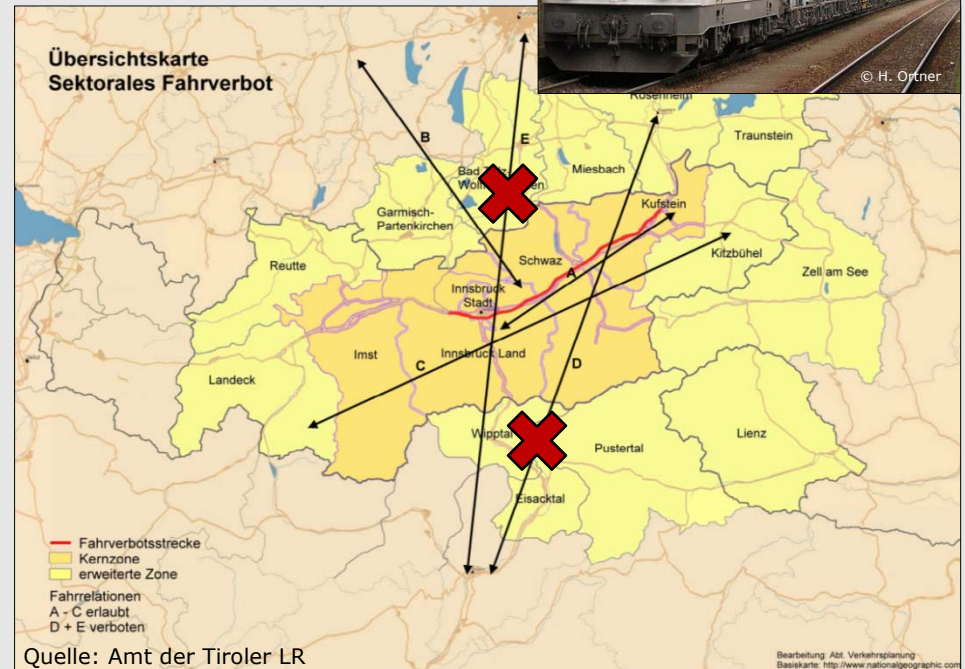 © H. Ortner
Übersichtskarte
Sektorales Fahrverbot
Rosenheim
Traunstein
B
E
Bad
Miesbach
Kufstein
Garmisch-
Partenkirchen
Kitzbühel
Schwaz
A
Reutte
Zell am See
Innsbruck
Stadt
Imst
Innsbruck Land
C
D
Landeck
Wipptal
Pustertal
Lienz
Eisacktal
Fahrverbotsstrecke
Kernzone
erweiterte Zone
Fahrrelationen
A - C erlaubt
D + E verboten
Quelle: Amt der Tiroler LR
Bearbeitung: Abt. Verkehrsplanung
Basiskarte: http://www.nationalgeographic.com